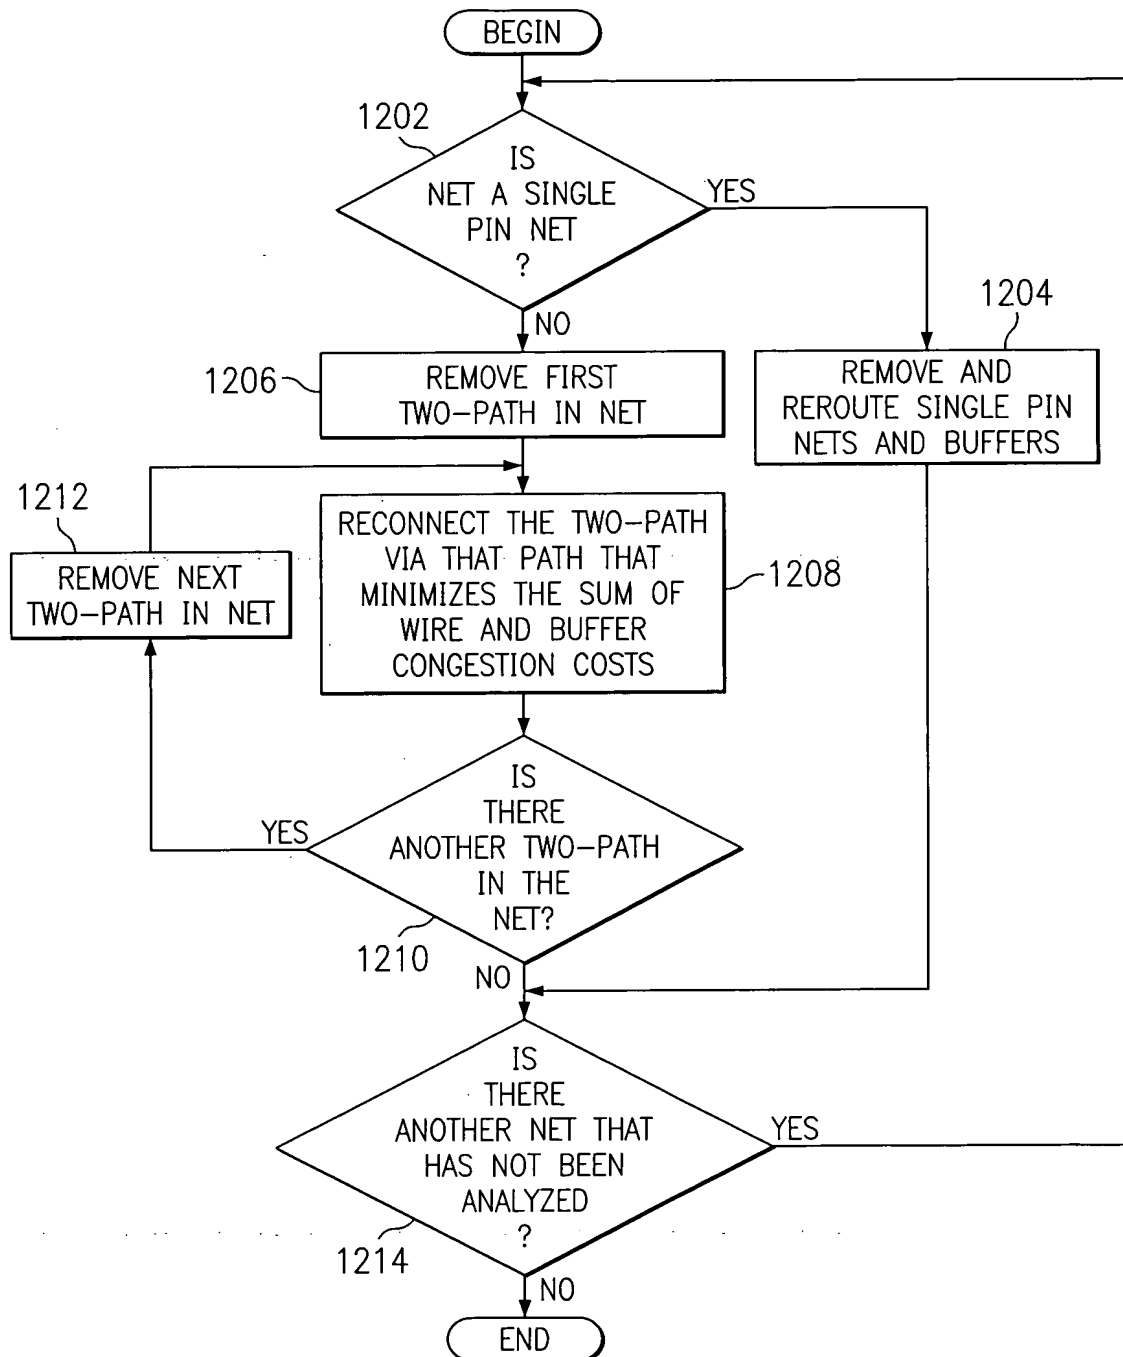 BEGIN
1202
IS
NET A SINGLE
PIN NET
?
YES
NO
1204
REMOVE AND
REROUTE SINGLE PIN
NETS AND BUFFERS
1206
REMOVE FIRST
TWO-PATH IN NET
1212
REMOVE NEXT
TWO-PATH IN NET
RECONNECT THE TWO-PATH
VIA THAT PATH THAT
MINIMIZES THE SUM OF
WIRE AND BUFFER
CONGESTION COSTS
1208
IS
THERE
ANOTHER TWO-PATH
IN THE
NET?
YES
1210
NO
IS
THERE
ANOTHER NET THAT
HAS NOT BEEN
ANALYZED
?
YES
1214
NO
END